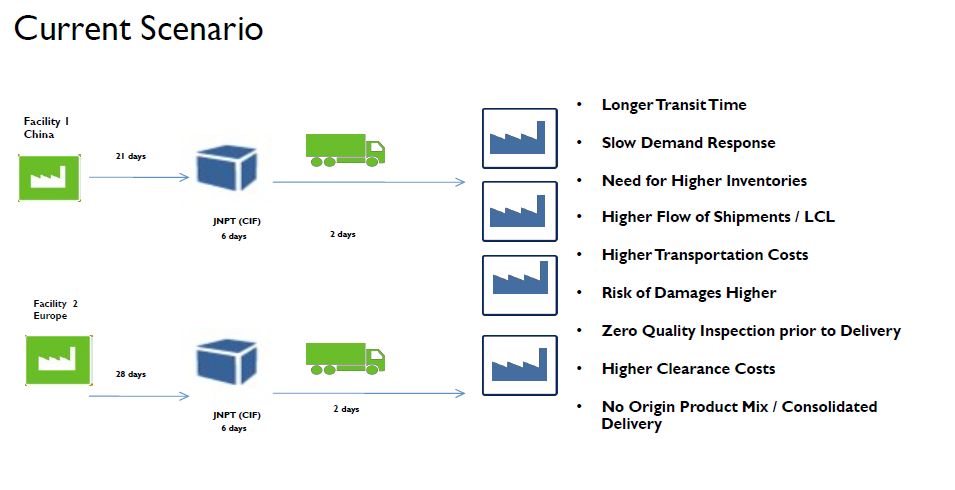 Current Scenario
Facility 1
China
21 days
JNPT (CIF)
6 days
2 days
Facility 2
Europe
28 days
JNPT (CIF)
6 days
2 days
• Longer Transit Time
• Slow Demand Response
• Need for Higher Inventories
• Higher Flow of Shipments / LCL
• Higher Transportation Costs
• Risk of Damages Higher
• Zero Quality Inspection prior to Delivery
• Higher Clearance Costs
• No Origin Product Mix / Consolidated
Delivery